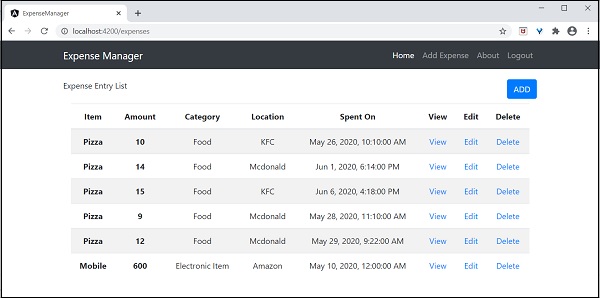 ExpenseManager
localhost:4200/expenses
Expense Manager Home Add Expense About Logout
Expense Entry List ADD
Item Amount Category Location Spent On View Edit Delete
Pizza 10 Food KFC May 26, 2020, 10:10:00 AM View Edit Delete
Pizza 14 Food Mcdonald Jun 1, 2020, 6:14:00 PM View Edit Delete
Pizza 15 Food KFC Jun 6, 2020, 4:18:00 PM View Edit Delete
Pizza 9 Food Mcdonald May 28, 2020, 11:10:00 AM View Edit Delete
Pizza 12 Food Mcdonald May 29, 2020, 9:22:00 AM View Edit Delete
Mobile 600 Electronic Item Amazon May 10, 2020, 12:00:00 AM View Edit Delete